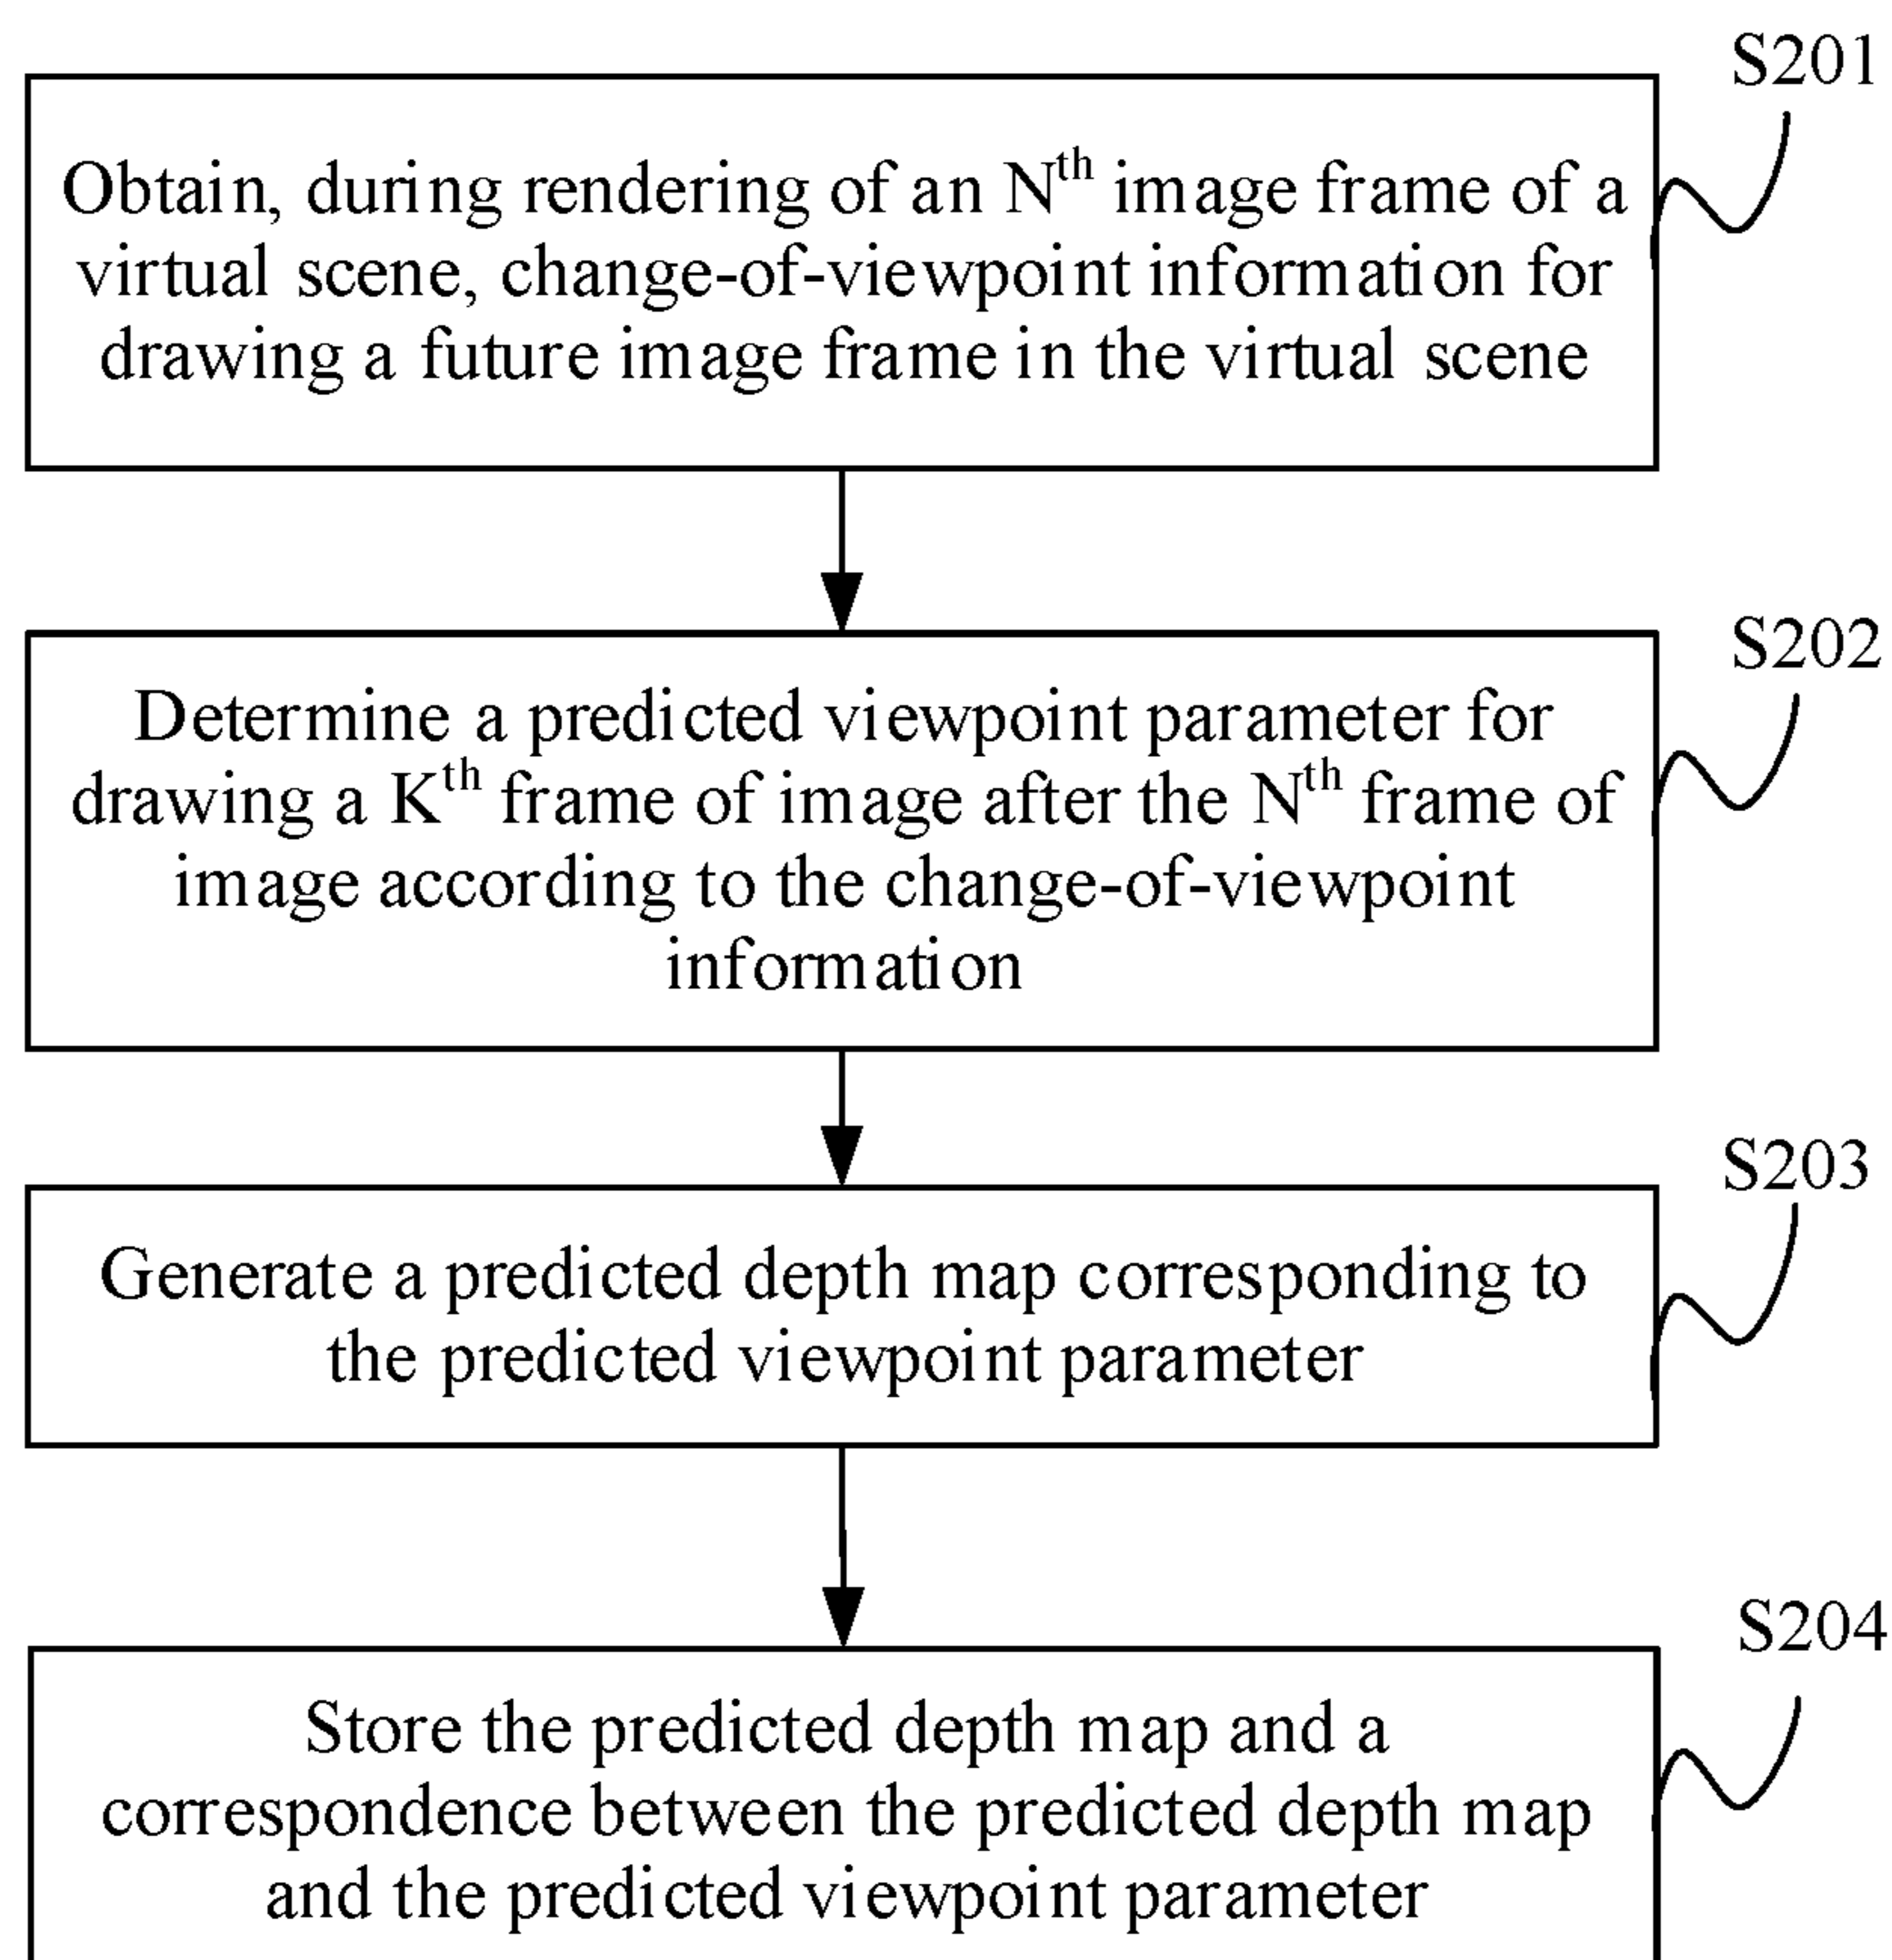 S201
Obtain, during rendering of an Nth image frame of a
virtual scene, change-of-viewpoint information for
drawing a future image frame in the virtual scene
S202
Determine a predicted viewpoint parameter for
drawing a Kth frame of image after the Nth frame of
image according to the change-of-viewpoint
information
S203
Generate a predicted depth map corresponding to
the predicted viewpoint parameter
S204
Store the predicted depth map and a
correspondence between the predicted depth map
and the predicted viewpoint parameter